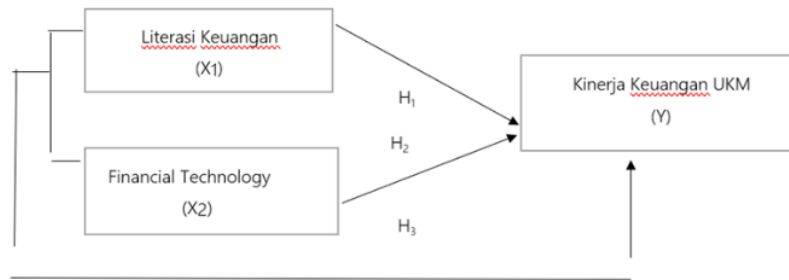 Literasi Keuangan
(X1)
H₁
Kinerja Keuangan UKM
(Y)
H₂
Financial Technology
(X2)
H₃